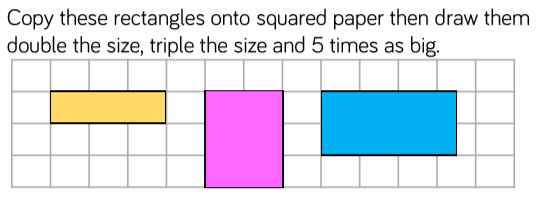 Copy these rectangles onto squared paper then draw them
double the size, triple the size and 5 times as big.